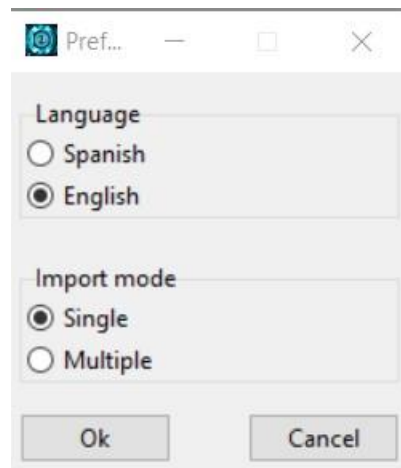 Pref...
Language
Spanish
English
Import mode
Single
Multiple
Ok Cancel